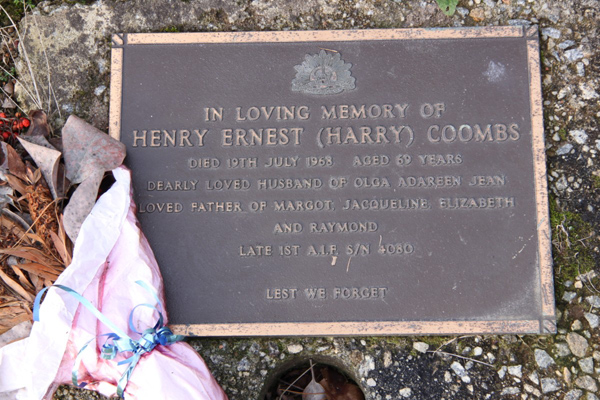 IN LOVING MEMORY OF
HENRY ERNEST (HARRY) COOMBS
DIED 19TH JULY 1968 AGED 69 YEARS
DEARLY LOVED HUSBAND OF OLGA ADAREEN JEAN
LOVED FATHER OF MARGOT, JACQUELINE, ELIZABETH
AND RAYMOND.
LATE 1ST A.I.F. S/N 4080.
LEST WE FORGET